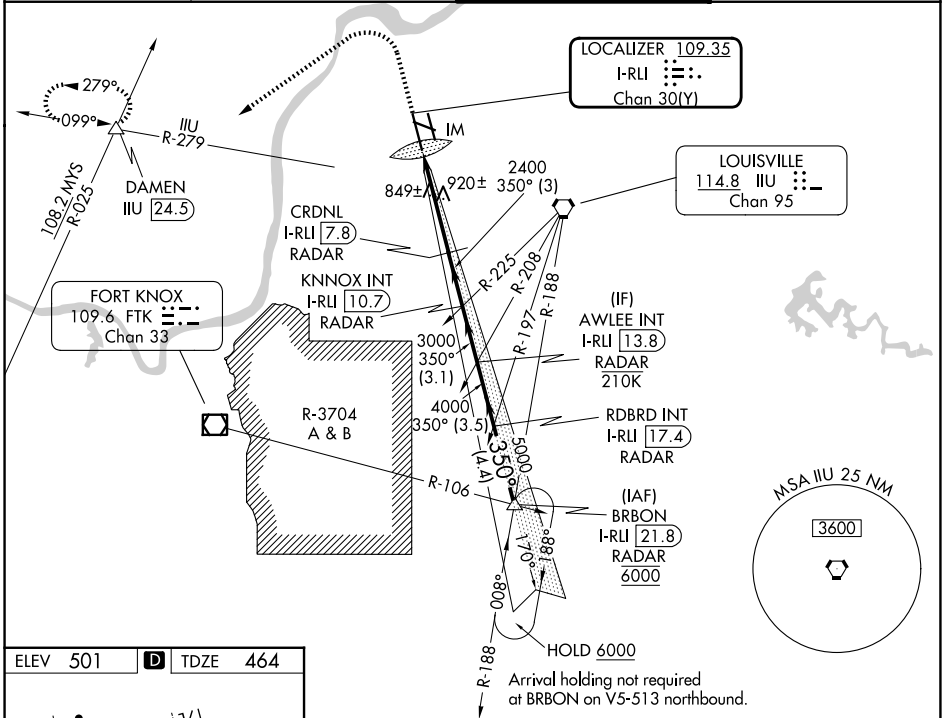 LOCALIZER 109.35
I-RLI
Chan 30(Y)
279°
099°
IIU
R-279
IM
DAMEN
IIU 24.5
108.2 MYS
R-025
849±
920±
2400
350° (3)
LOUISVILLE
114.8 IIU
Chan 95
CRDNL
I-RLI 7.8
RADAR
R-225
R-208
R-197
R-188
KNNOX INT
I-RLI 10.7
RADAR
FORT KNOX
109.6 FTK
Chan 33
(IF)
AWLEE INT
I-RLI 13.8
RADAR
210K
3000
350°
(3.1)
4000
350° (3.5)
R-3704
A & B
RDBRD INT
I-RLI 17.4
RADAR
350°
5000
(4.4)
R-106
(IAF)
BRBON
I-RLI 21.8
RADAR
6000
MSA IIU 25 NM
3600
170°
188°
008°
R-188
HOLD 6000
Arrival holding not required
at BRBON on V5-513 northbound.
ELEV 501 D TDZE 464